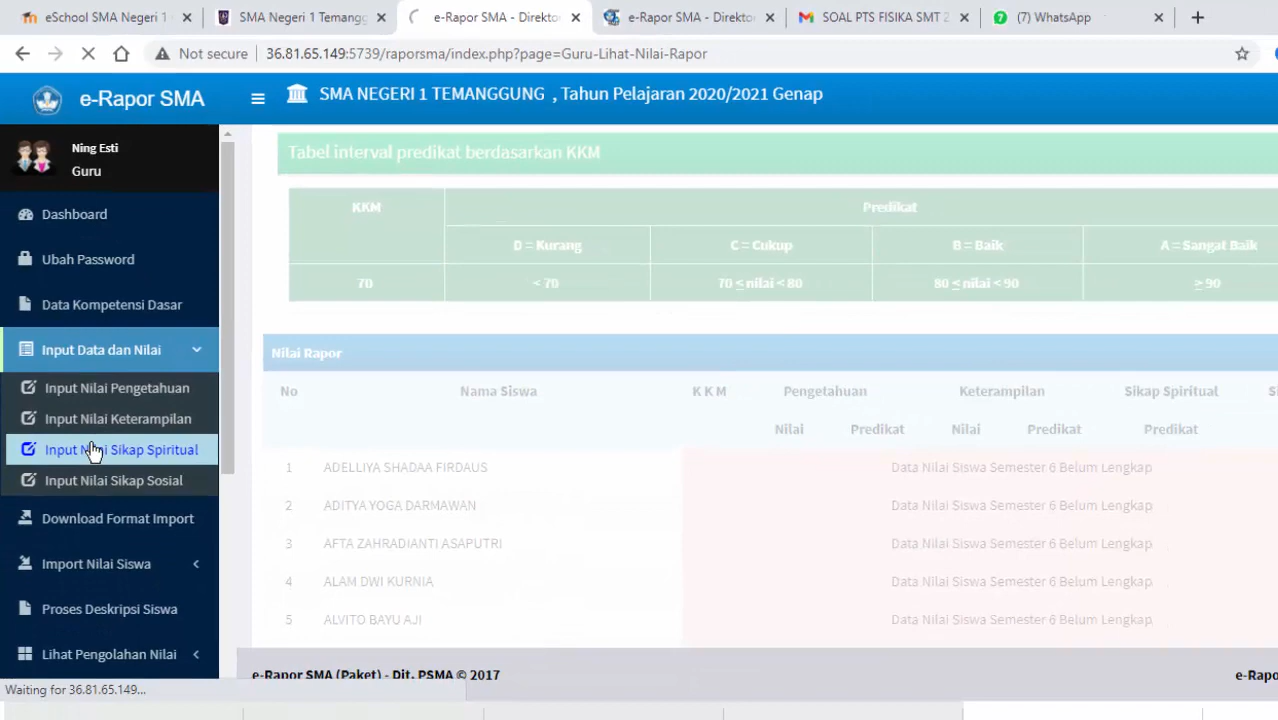 eSchool SMA Negeri 1
SMA Negeri 1 Temangg
e-Rapor SMA - Direkto
e-Rapor SMA - Direkto
SOAL PTS FISIKA SMT 2
(7) WhatsApp
Not secure
36.81.65.149:5739/raporsma/index.php?page=Guru-Lihat-Nilai-Rapor
e-Rapor SMA
SMA NEGERI 1 TEMANGGUNG , Tahun Pelajaran 2020/2021 Genap
Ning Esti
Guru
Dashboard
Ubah Password
Data Kompetensi Dasar
Input Data dan Nilai
Input Nilai Pengetahuan
Input Nilai Keterampilan
Input Nilai Sikap Spiritual
Input Nilai Sikap Sosial
Download Format Import
Import Nilai Siswa
Proses Deskripsi Siswa
Lihat Pengolahan Nilai
Tabel interval predikat berdasarkan KKM
KKM Predikat
D = Kurang C = Cukup B = Baik A = Sangat Baik
70 < 70 70 ≤ nilai < 80 80 ≤ nilai < 90 ≥ 90
Nilai Rapor
No Nama Siswa K K M Pengetahuan Keterampilan Sikap Spiritual Si
Nilai Predikat Nilai Predikat Predikat
1 ADELLIYA SHADAA FIRDAUS Data Nilai Siswa Semester 6 Belum Lengkap
2 ADITYA YOGA DARMAWAN Data Nilai Siswa Semester 6 Belum Lengkap
3 AFTA ZAHRADIANTI ASAPUTRI Data Nilai Siswa Semester 6 Belum Lengkap
4 ALAM DWI KURNIA Data Nilai Siswa Semester 6 Belum Lengkap
5 ALVITO BAYU AJI Data Nilai Siswa Semester 6 Belum Lengkap
e-Rapor SMA (Paket) - Dit. PSMA © 2017
e-Rapo
Waiting for 36.81.65.149...